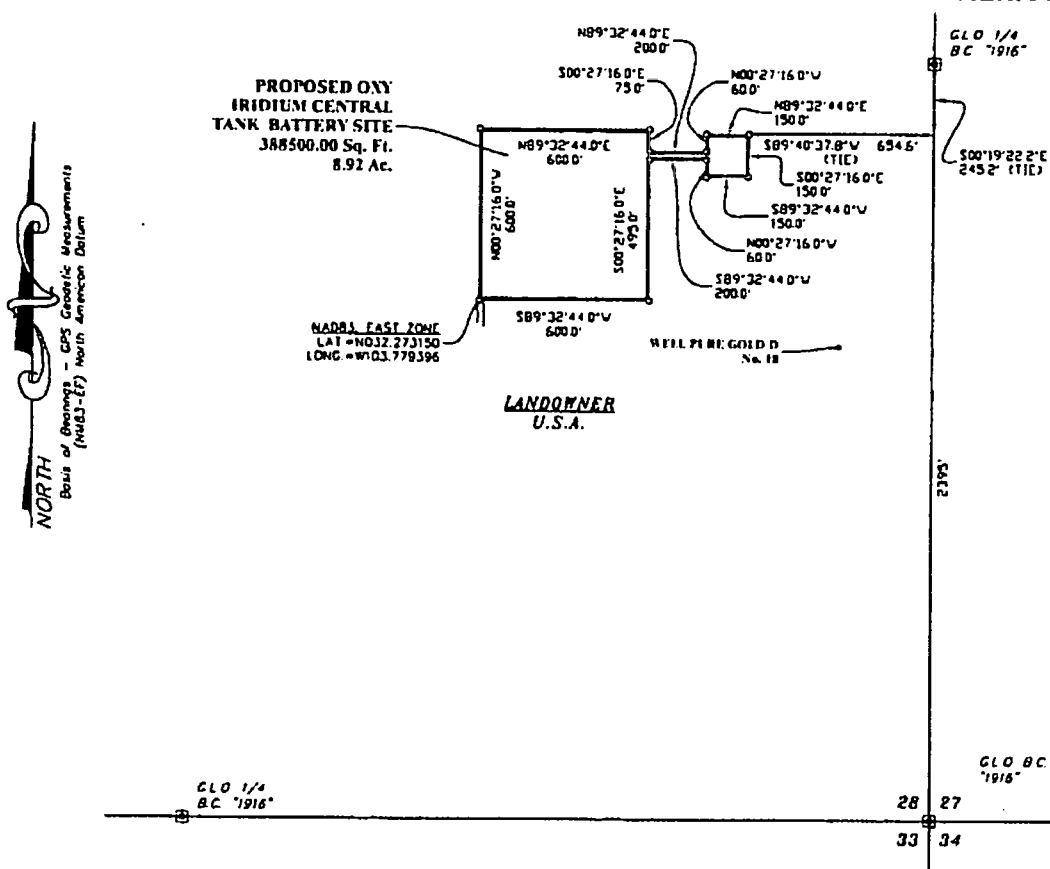 GLO 1/4
B.C. "1916"
N89°32'44.0"E
200.0'
S00°27'16.0"E
75.0'
N00°27'16.0"W
60.0'
PROPOSED OXY
IRIDIUM CENTRAL
TANK BATTERY SITE
388500.00 Sq. Ft.
8.92 Ac.
N89°32'44.0"E
150.0'
N89°32'44.0"E
600.0'
S89°40'37.8"W 654.6'
(TIE)
S00°19'22.2"E
245.2' (TIE)
S00°27'16.0"E
150.0'
S89°32'44.0"W
150.0'
N00°27'16.0"W
600.0'
S00°27'16.0"E
495.0'
N00°27'16.0"W
60.0'
S89°32'44.0"W
200.0'
S89°32'44.0"W
600.0'
NAD83, EAST ZONE
LAT.=N032.273150
LONG.=W103.779396
WELL PURE GOLD D
No. 18
LANDOWNER
U.S.A.
NORTH
Basis of Bearings - GPS Geodetic Measurements
(NM83-EF) North American Datum
2395'
GLO 1/4
B.C. "1916"
GLO B.C.
"1916"
28 27
33 34